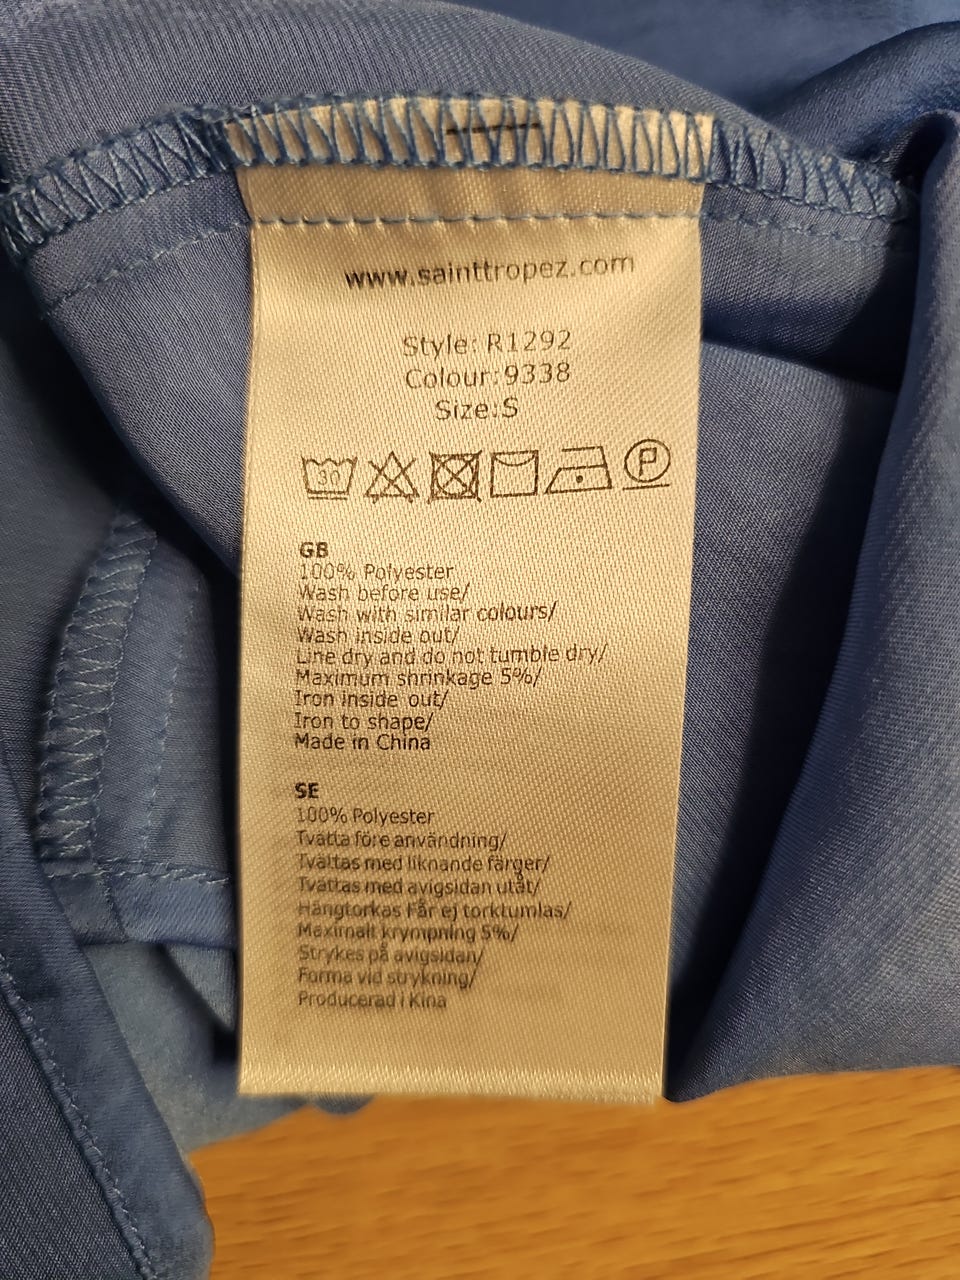 www.sainttropez.com
Style: R1292
Colour:9338
Size:S
30 P
GB
100% Polyester
Wash before use/
Wash with similar colours/
Wash inside out/
Line dry and do not tumble dry/
Maximum shrinkage 5%/
Iron inside out/
Iron to shape/
Made in China
SE
100% Polyester
Tvätta före användning/
Tvättas med liknande färger/
Tvättas med avigsidan utåt/
Hängtorkas Får ej torktumlas/
Maximalt krympning 5%/
Strykes på avigsidan/
Forma vid strykning/
Producerad i Kina